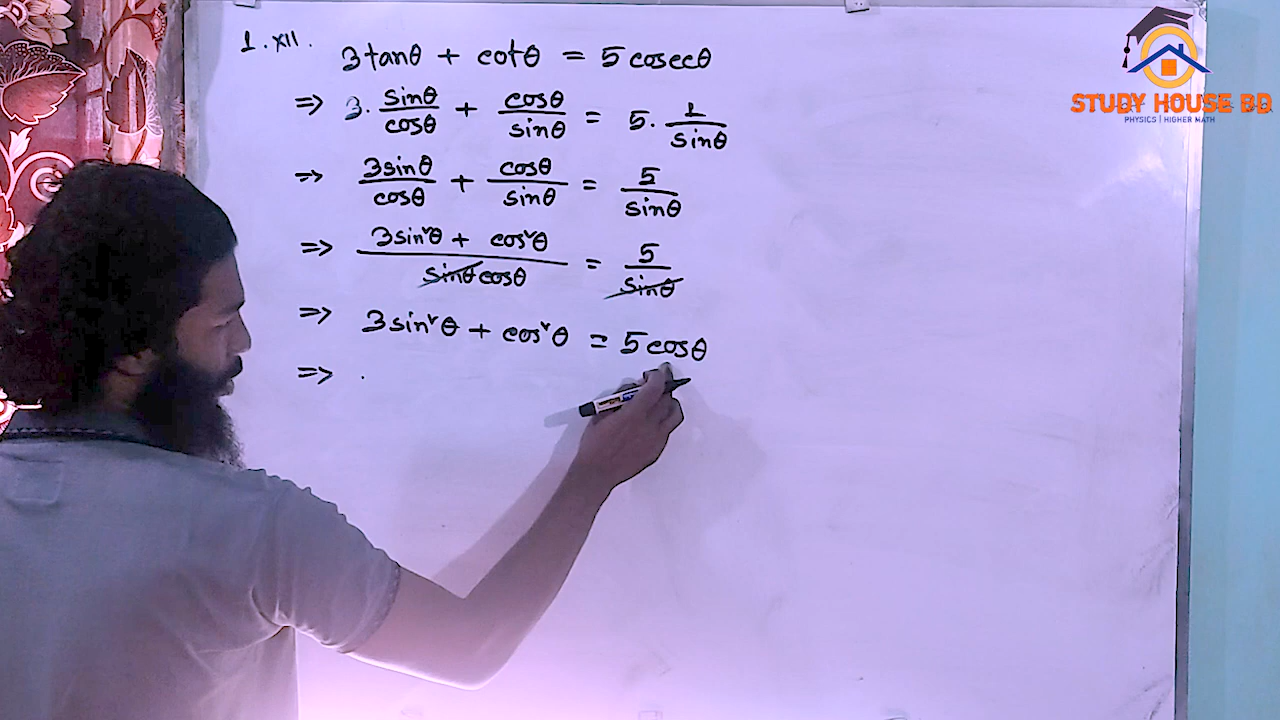 1.XII.
3tanθ + cotθ = 5cosecθ
⇒ 3. sinθ/cosθ + cosθ/sinθ = 5. 1/sinθ
⇒ 3sinθ/cosθ + cosθ/sinθ = 5/sinθ
⇒ 3sin²θ + cos²θ/sinθcosθ = 5/sinθ
⇒ 3sin²θ + cos²θ = 5cosθ
⇒
STUDY HOUSE BD
PHYSICS | HIGHER MATH